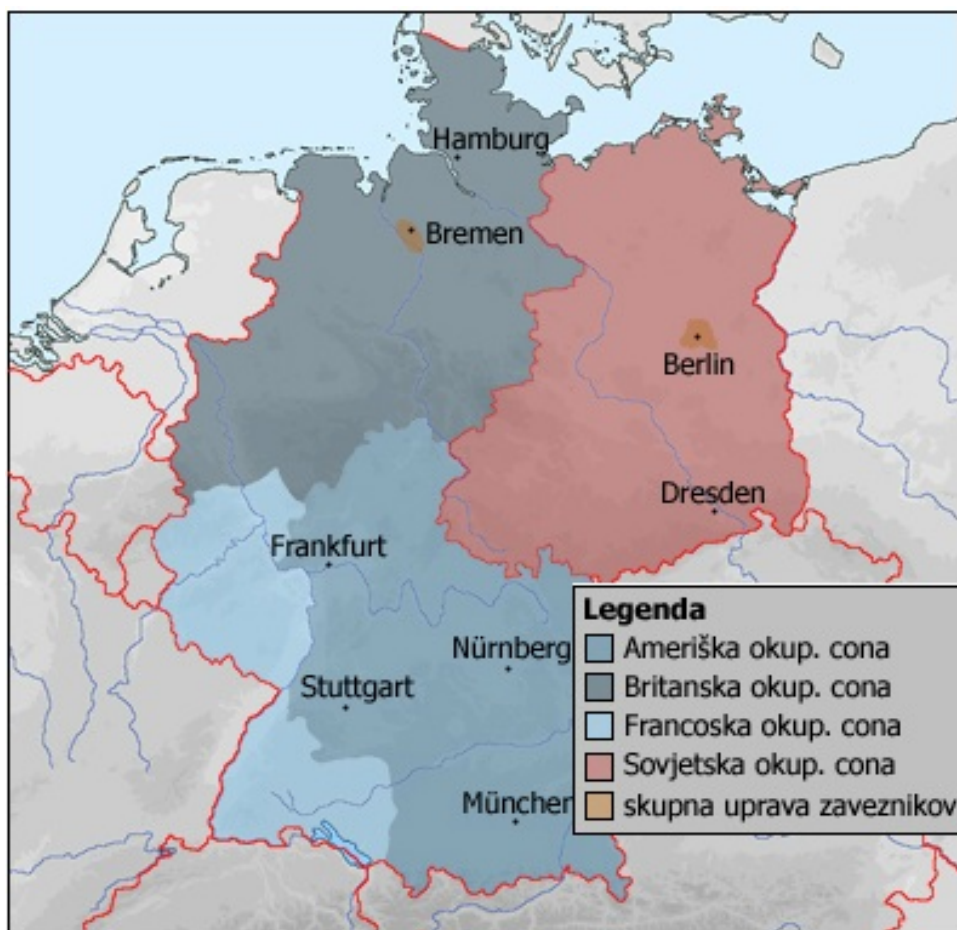 Hamburg
Bremen
Berlin
Dresden
Frankfurt
Nürnberg
Stuttgart
München
Legenda
Ameriška okup. cona
Britanska okup. cona
Francoska okup. cona
Sovjetska okup. cona
skupna uprava zaveznikov